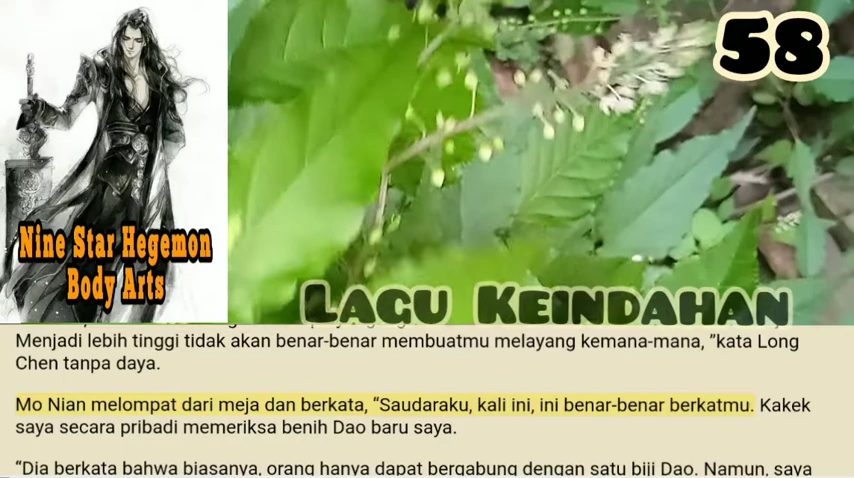 58
Nine Star Hegemon
Body Arts
Lagu Keindahan
Menjadi lebih tinggi tidak akan benar-benar membuatmu melayang kemana-mana, ”kata Long
Chen tanpa daya.
Mo Nian melompat dari meja dan berkata, “Saudaraku, kali ini, ini benar-benar berkatmu. Kakek
saya secara pribadi memeriksa benih Dao baru saya.
“Dia berkata bahwa biasanya, orang hanya dapat bergabung dengan satu biji Dao. Namun, saya